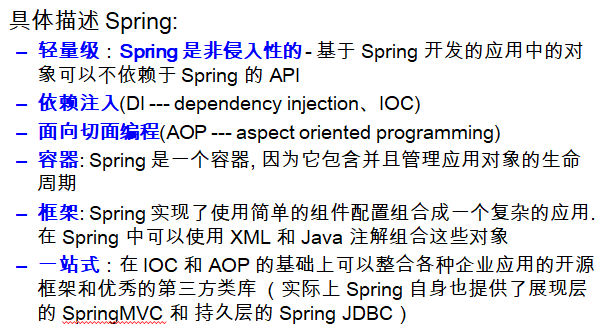 具体描述 Spring:
– 轻量级：Spring 是非侵入性的 - 基于 Spring 开发的应用中的对
象可以不依赖于 Spring 的 API
– 依赖注入(DI --- dependency injection、IOC)
– 面向切面编程(AOP --- aspect oriented programming)
– 容器: Spring 是一个容器, 因为它包含并且管理应用对象的生命
周期
– 框架: Spring 实现了使用简单的组件配置组合成一个复杂的应用.
在 Spring 中可以使用 XML 和 Java 注解组合这些对象
– 一站式：在 IOC 和 AOP 的基础上可以整合各种企业应用的开源
框架和优秀的第三方类库 （实际上 Spring 自身也提供了展现层
的 SpringMVC 和 持久层的 Spring JDBC）